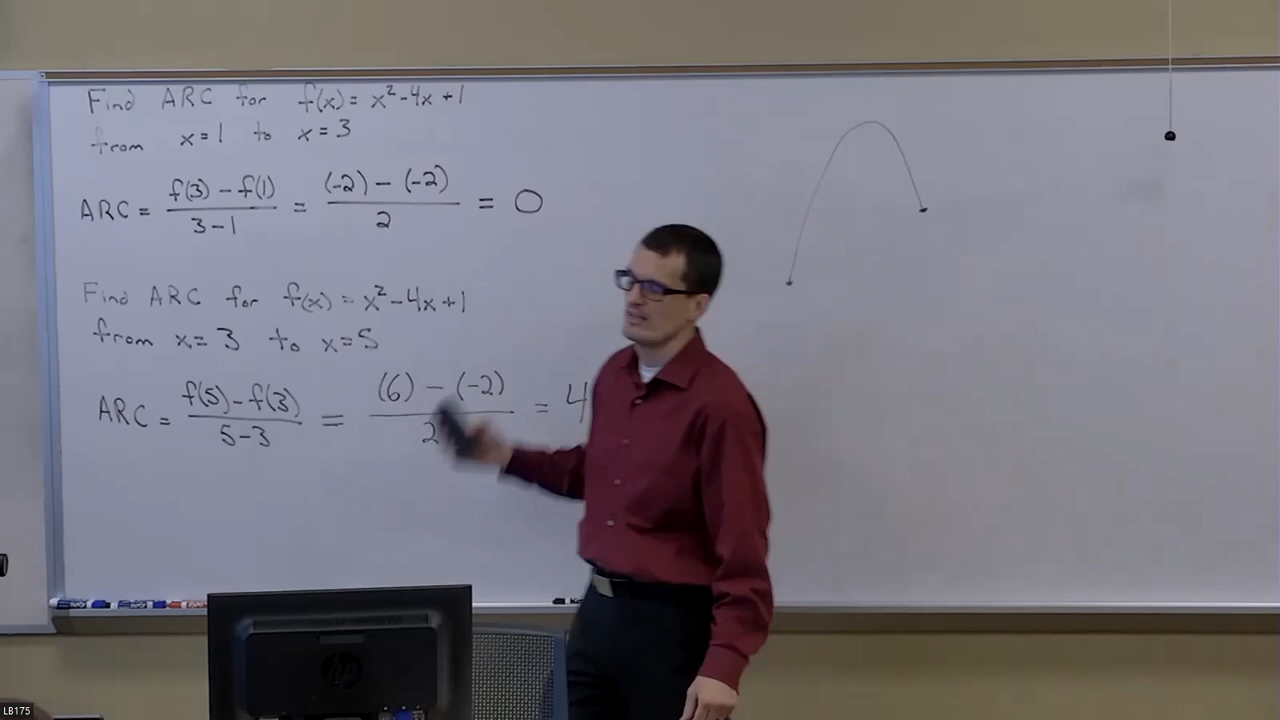 Find ARC for f(x) = x²-4x+1
from x=1 to x=3
ARC = f(3) - f(1) / 3-1 = (-2) - (-2) / 2 = 0
Find ARC for f(x) = x²-4x+1
from x=3 to x=5
ARC = f(5)-f(3) / 5-3 = (6) - (-2) / 2 = 4
hp
LB175